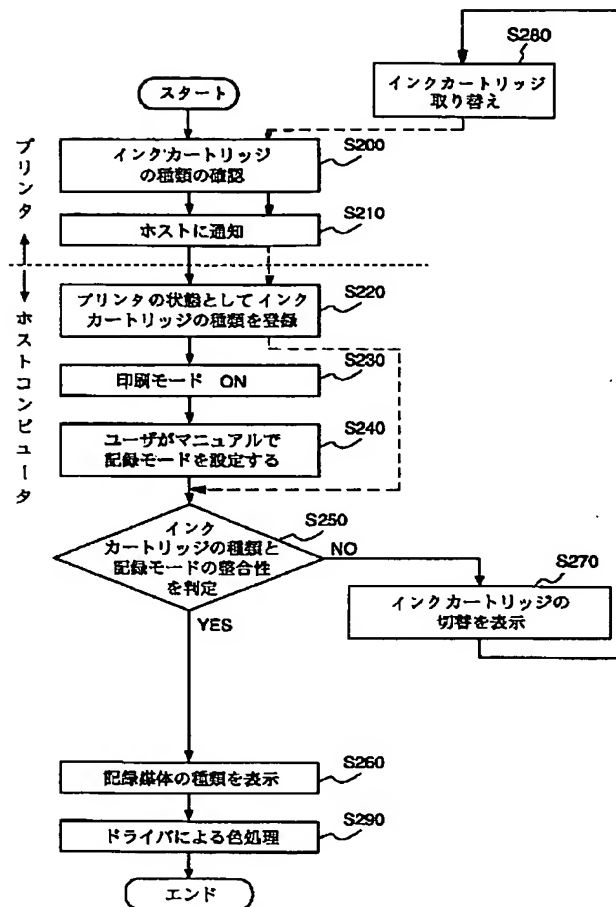 S280
インクカートリッジ
取り替え
スタート
S200
インクカートリッジ
の種類の確認
プリンタ
S210
ホストに通知
S220
プリンタの状態としてインク
カートリッジの種類を登録
ホストコンピュータ
S230
印刷モード ON
S240
ユーザがマニュアルで
記録モードを設定する
S250
インク
カートリッジの種類と
記録モードの整合性
を判定
NO
S270
インクカートリッジの
切替を表示
YES
S260
記録媒体の種類を表示
S290
ドライバによる色処理
エンド